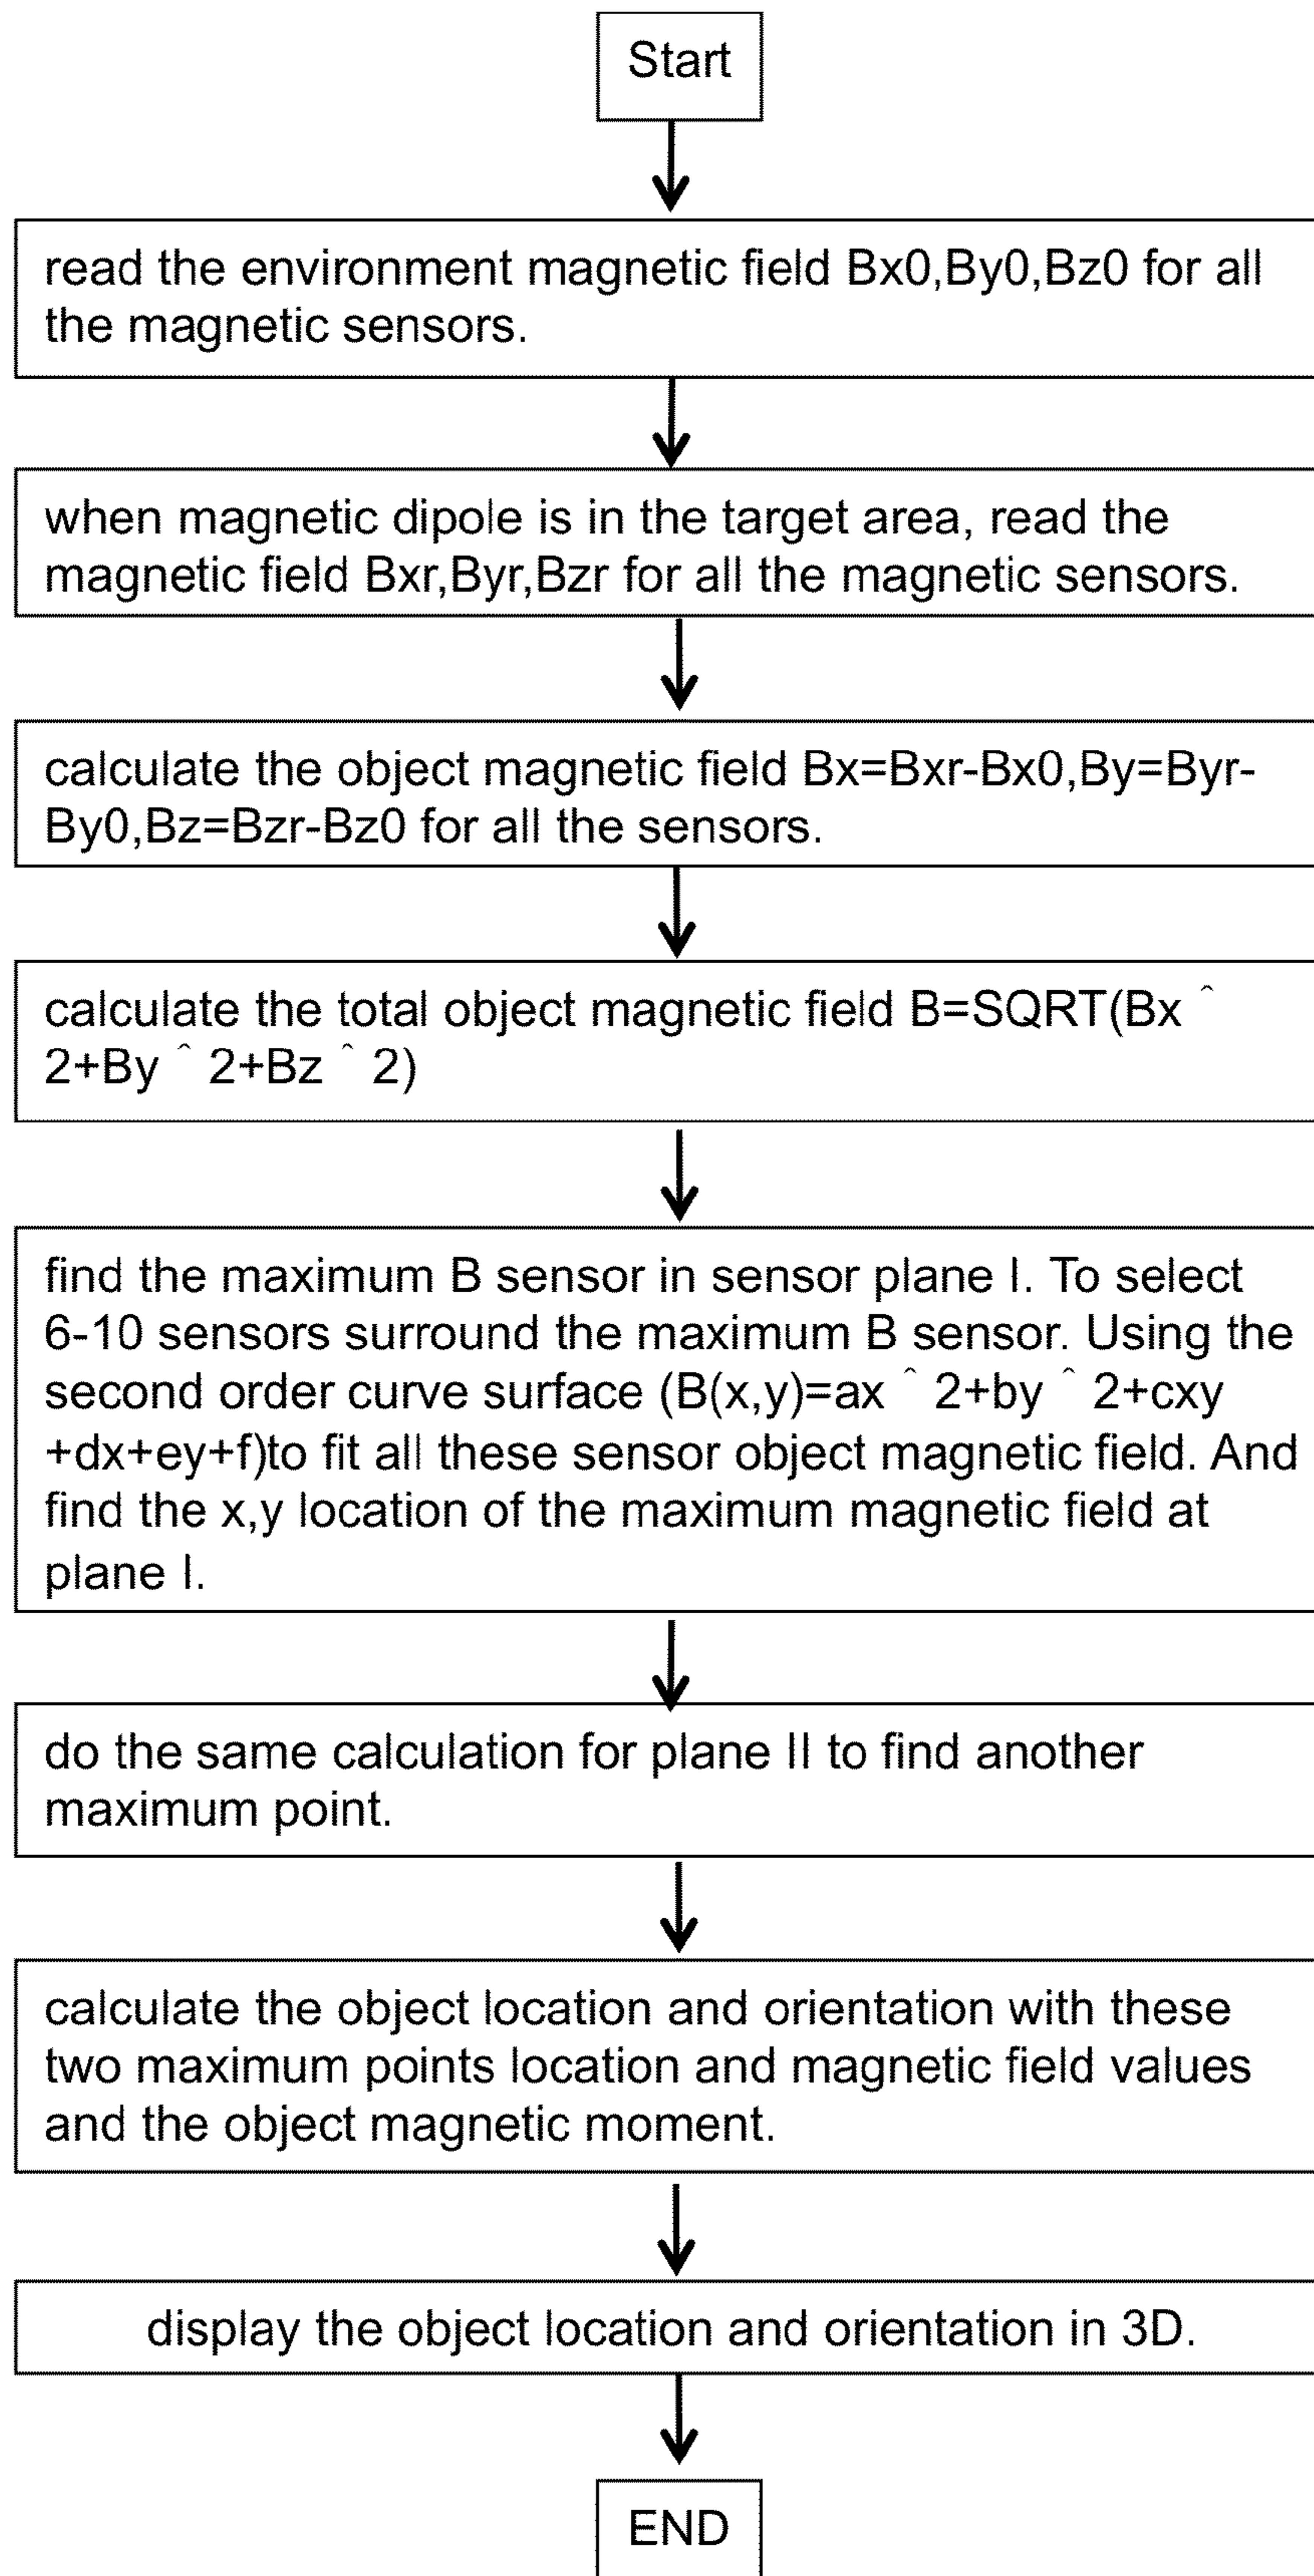 Start
read the environment magnetic field Bx0,By0,Bz0 for all
the magnetic sensors.
when magnetic dipole is in the target area, read the
magnetic field Bxr,Byr,Bzr for all the magnetic sensors.
calculate the object magnetic field Bx=Bxr-Bx0,By=Byr-
By0,Bz=Bzr-Bz0 for all the sensors.
calculate the total object magnetic field B=SQRT(Bx ^
2+By ^ 2+Bz ^ 2)
find the maximum B sensor in sensor plane I. To select
6-10 sensors surround the maximum B sensor. Using the
second order curve surface (B(x,y)=ax ^ 2+by ^ 2+cxy
+dx+ey+f)to fit all these sensor object magnetic field. And
find the x,y location of the maximum magnetic field at
plane I.
do the same calculation for plane II to find another
maximum point.
calculate the object location and orientation with these
two maximum points location and magnetic field values
and the object magnetic moment.
display the object location and orientation in 3D.
END